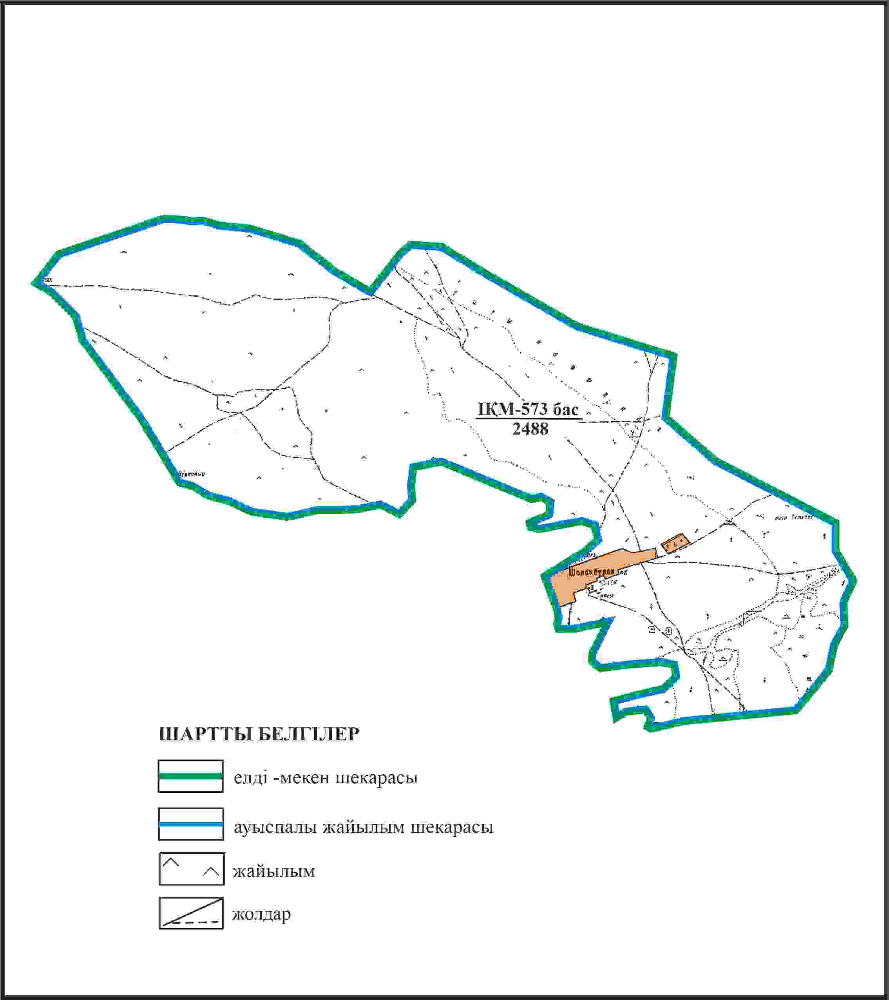 ІҚМ-573 бас
2488
ШАРТТЫ БЕЛГІЛЕР
елді -мекен шекарасы
ауыспалы жайылым шекарасы
жайылым
жолдар